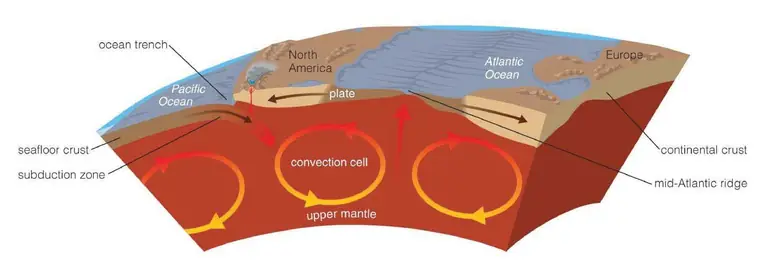 ocean trench
North
America
Atlantic
Ocean
Europe
Pacific
Ocean
plate
seafloor crust
subduction zone
convection cell
continental crust
mid-Atlantic ridge
upper mantle